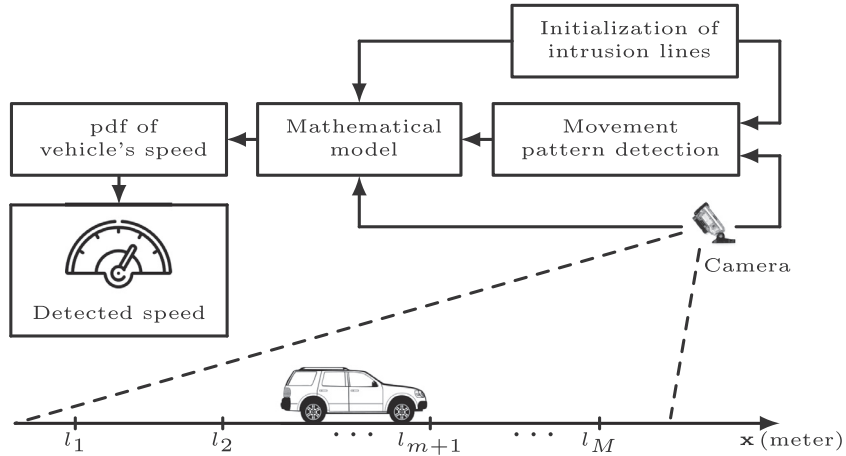 Initialization of
intrusion lines
pdf of
vehicle's speed
Mathematical
model
Movement
pattern detection
Camera
Detected speed
l₁ l₂ ··· lₘ₊₁ ··· l_M x (meter)